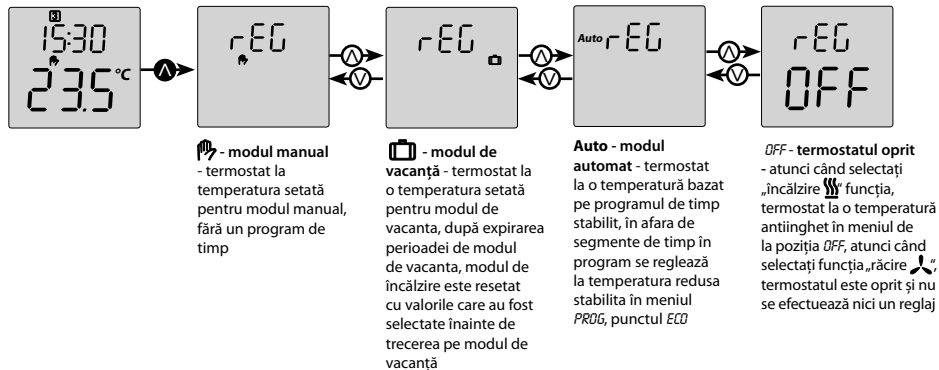 3
15:30
23.5 °C
rEG
rEG
Auto rEG
rEG
OFF
- modul manual
- termostat la
temperatura setată
pentru modul manual,
fără un program de
timp
- modul de
vacanță - termostat la
o temperatură setată
pentru modul de
vacanta, după expirarea
perioadei de modul
de vacanta, modul de
încălzire este resetat
cu valorile care au fost
selectate înainte de
trecerea pe modul de
vacanță
Auto - modul
automat - termostat
la o temperatură bazat
pe programul de timp
stabilit, în afara de
segmente de timp în
program se reglează
la temperatura redusa
stabilita în meniul
PROG, punctul ECO
OFF - termostatul oprit
- atunci când selectați
„încălzire “ funcția,
termostat la o temperatură
antiinghet în meniul de
la poziția OFF, atunci când
selectați funcția „răcire “,
termostatul este oprit și nu
se efectuează nici un reglaj